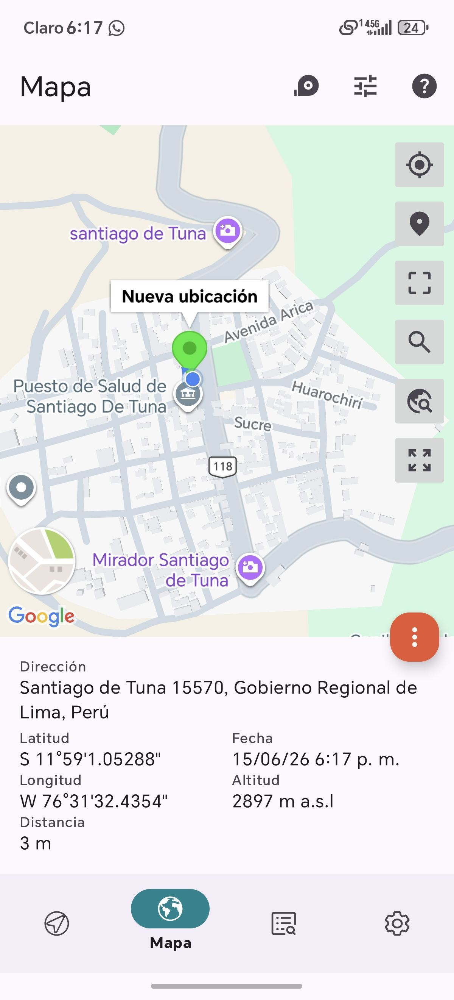 Claro 6:17
1 4.5G 24
Mapa
santiago de Tuna
Nueva ubicación
Avenida Arica
Puesto de Salud de
Santiago De Tuna
Huarochirí
Sucre
118
Mirador Santiago
de Tuna
Google
Dirección
Santiago de Tuna 15570, Gobierno Regional de
Lima, Perú
Latitud
S 11°59'1.05288"
Fecha
15/06/26 6:17 p. m.
Longitud
W 76°31'32.4354"
Altitud
2897 m a.s.l
Distancia
3 m
Mapa